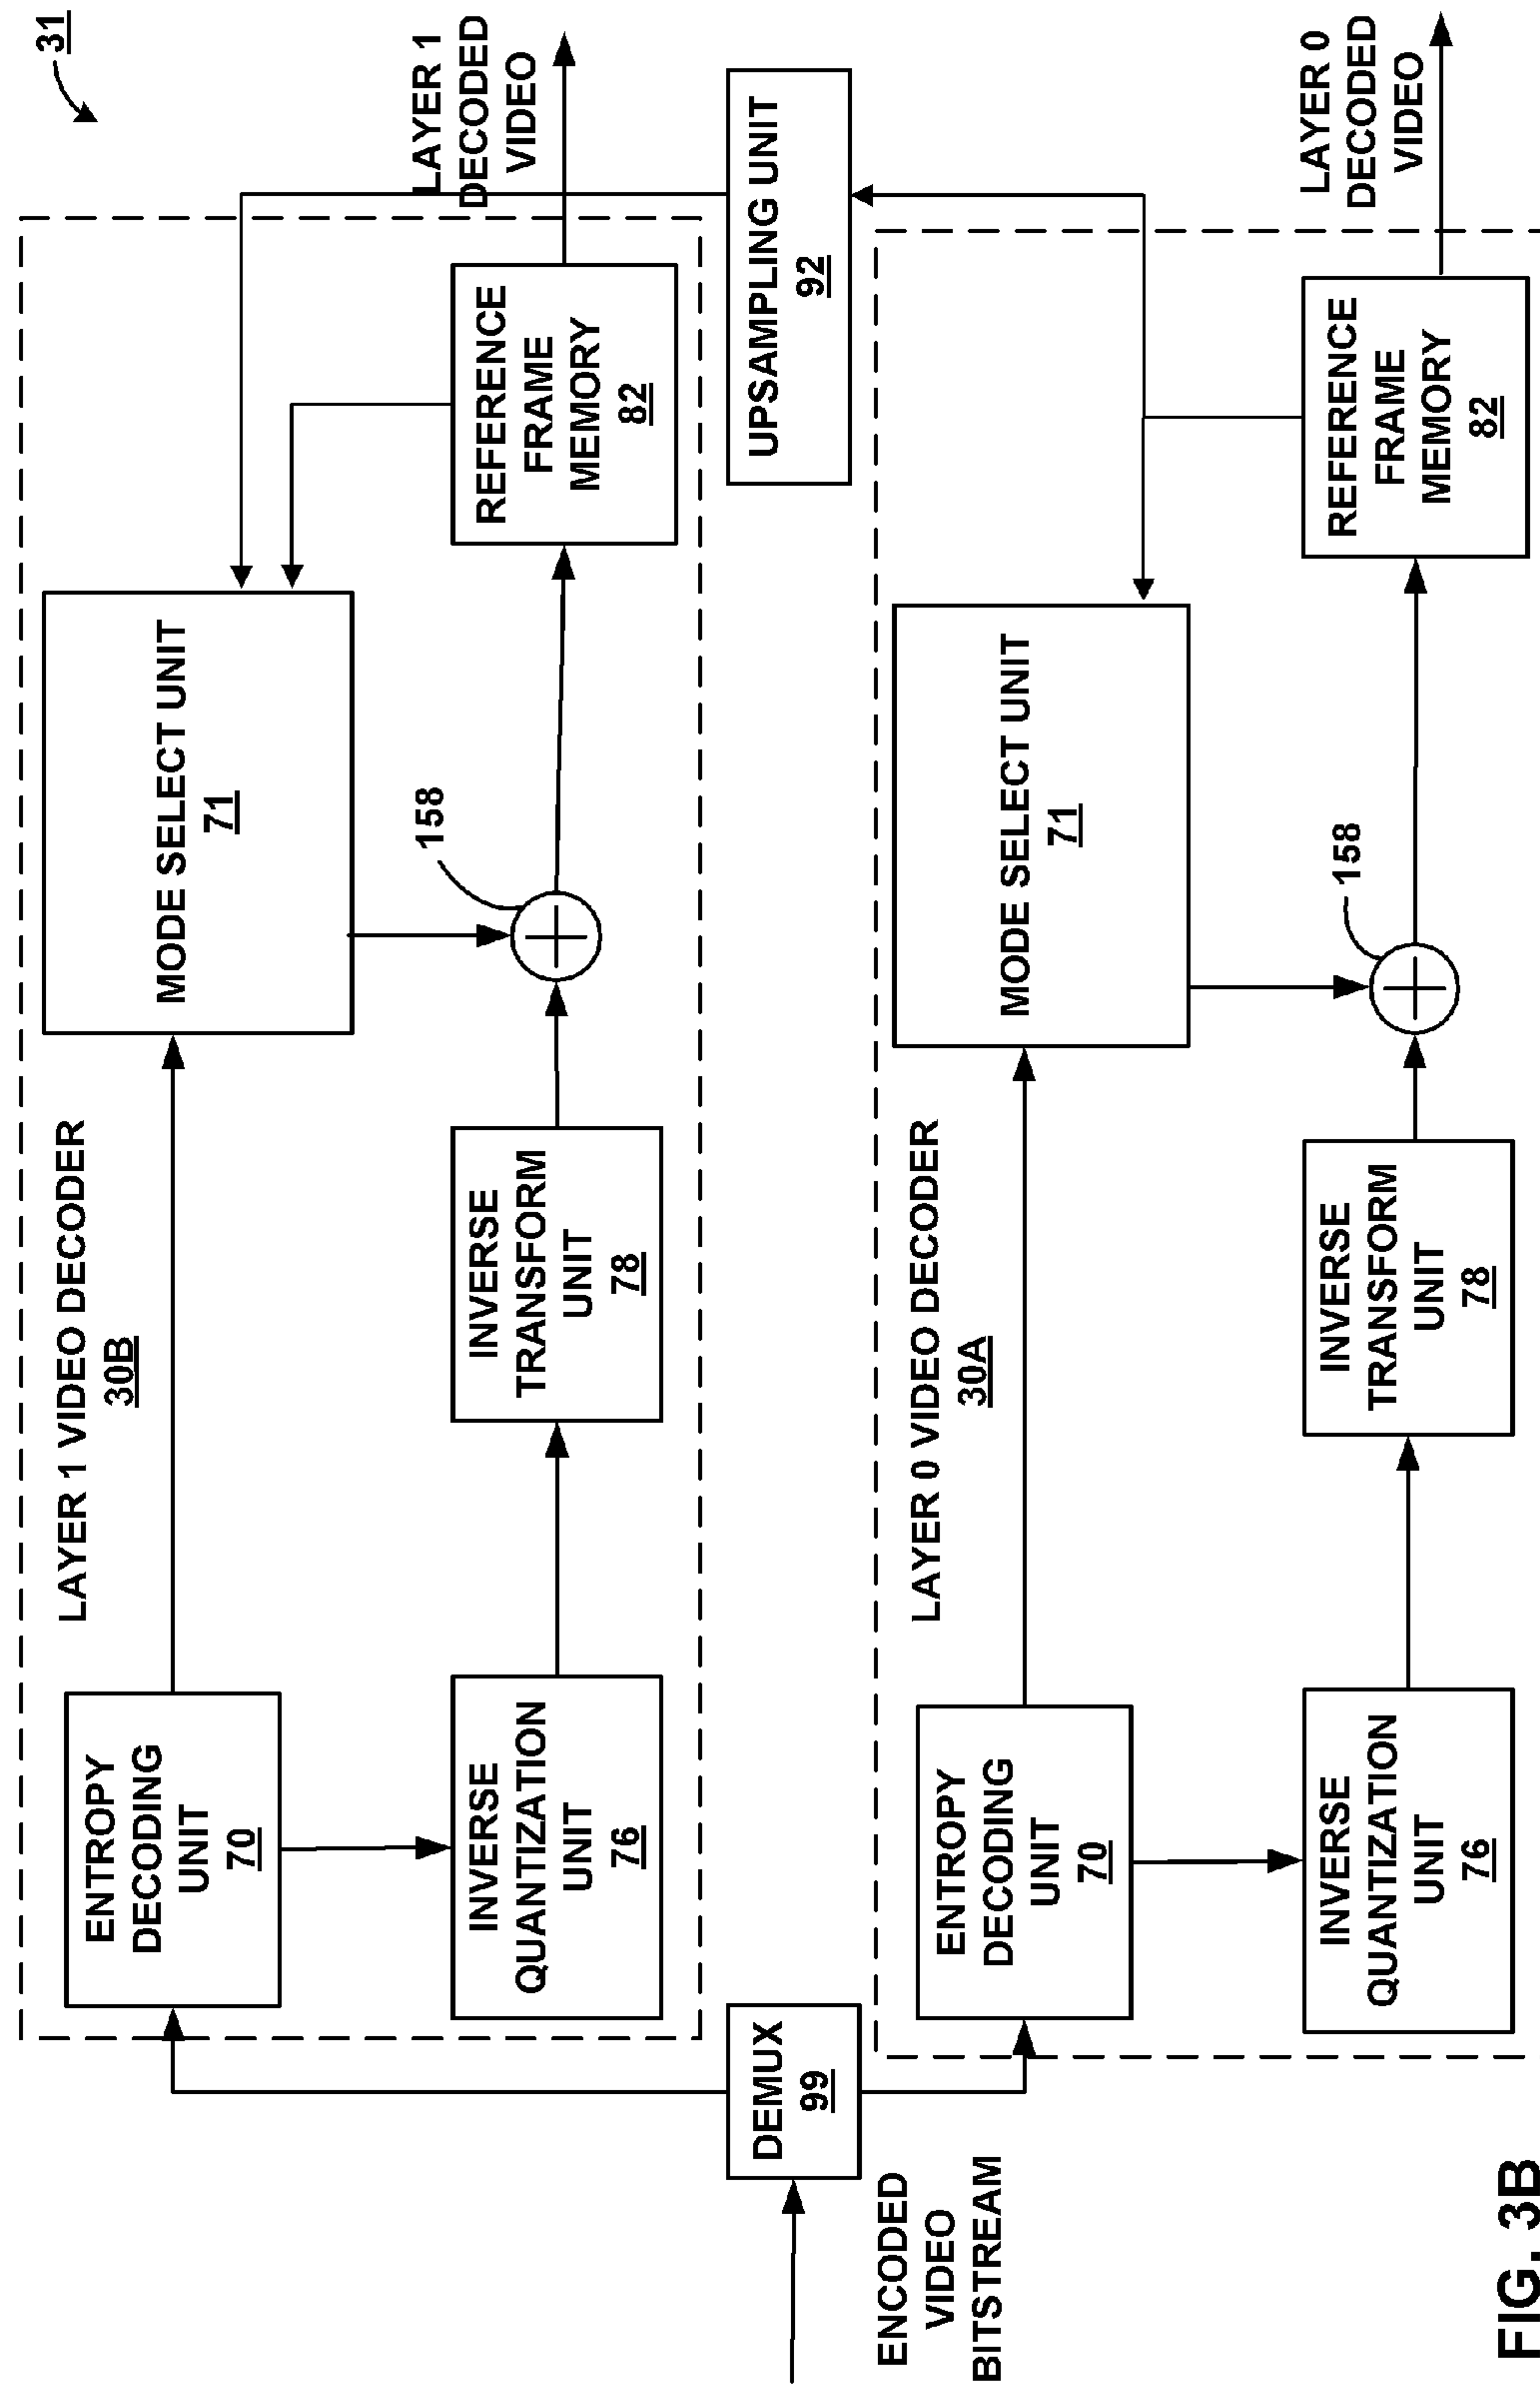 31
LAYER 1 VIDEO DECODER
30B
ENTROPY
DECODING
UNIT
70
MODE SELECT UNIT
71
LAYER 1
DECODED
VIDEO
158
INVERSE
QUANTIZATION
UNIT
76
INVERSE
TRANSFORM
UNIT
78
REFERENCE
FRAME
MEMORY
82
DEMUX
99
UPSAMPLING UNIT
92
ENCODED
VIDEO
BITSTREAM
LAYER 0 VIDEO DECODER
30A
ENTROPY
DECODING
UNIT
70
MODE SELECT UNIT
71
LAYER 0
DECODED
VIDEO
158
INVERSE
QUANTIZATION
UNIT
76
INVERSE
TRANSFORM
UNIT
78
REFERENCE
FRAME
MEMORY
82
FIG. 3B